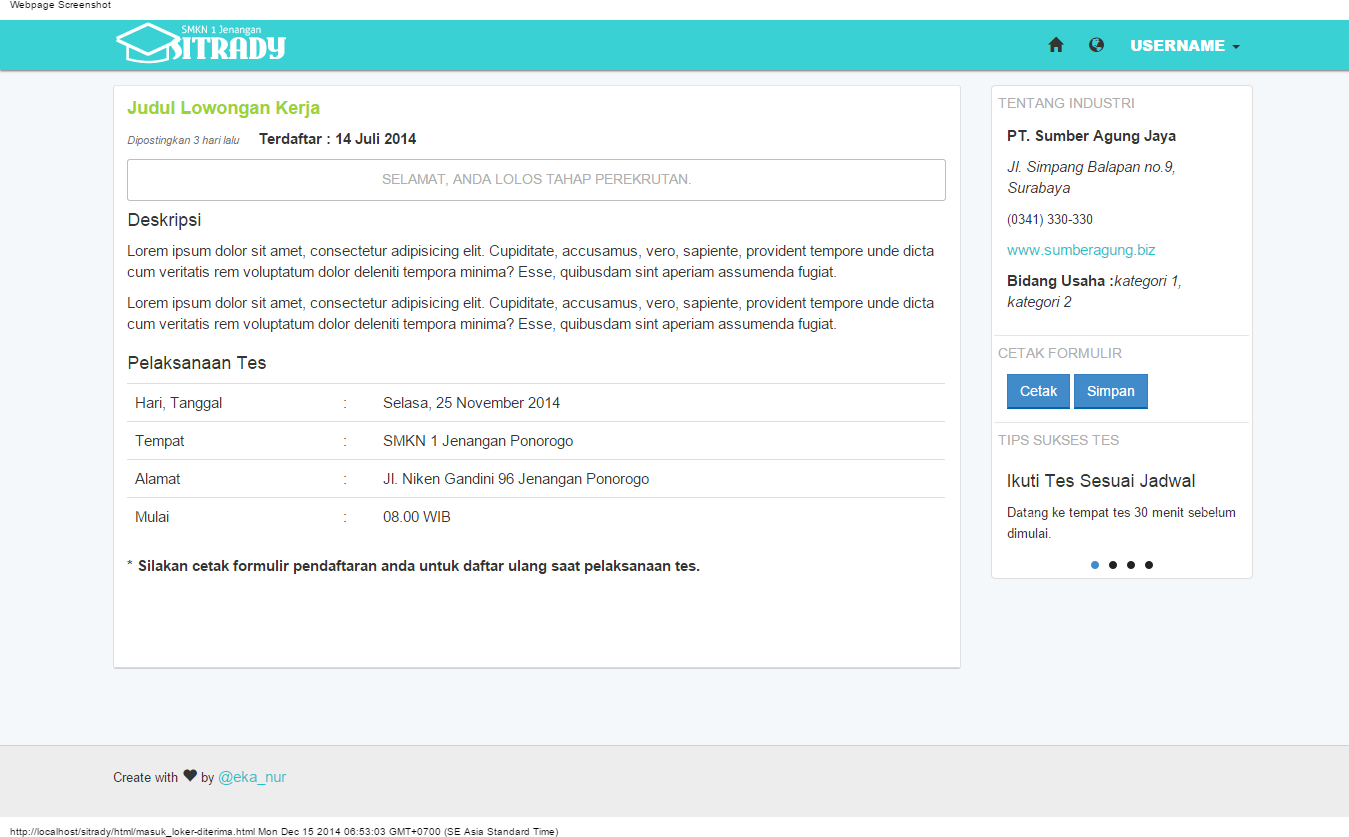 Webpage Screenshot
SMKN 1 Jenangan
SITRADY
USERNAME
Judul Lowongan Kerja
Dipostingkan 3 hari lalu Terdaftar : 14 Juli 2014
SELAMAT, ANDA LOLOS TAHAP PEREKRUTAN.
Deskripsi
Lorem ipsum dolor sit amet, consectetur adipisicing elit. Cupiditate, accusamus, vero, sapiente, provident tempore unde dicta
cum veritatis rem voluptatum dolor deleniti tempora minima? Esse, quibusdam sint aperiam assumenda fugiat.
Lorem ipsum dolor sit amet, consectetur adipisicing elit. Cupiditate, accusamus, vero, sapiente, provident tempore unde dicta
cum veritatis rem voluptatum dolor deleniti tempora minima? Esse, quibusdam sint aperiam assumenda fugiat.
Pelaksanaan Tes
Hari, Tanggal : Selasa, 25 November 2014
Tempat : SMKN 1 Jenangan Ponorogo
Alamat : Jl. Niken Gandini 96 Jenangan Ponorogo
Mulai : 08.00 WIB
* Silakan cetak formulir pendaftaran anda untuk daftar ulang saat pelaksanaan tes.
TENTANG INDUSTRI
PT. Sumber Agung Jaya
Jl. Simpang Balapan no.9,
Surabaya
(0341) 330-330
www.sumberagung.biz
Bidang Usaha :kategori 1,
kategori 2
CETAK FORMULIR
Cetak Simpan
TIPS SUKSES TES
Ikuti Tes Sesuai Jadwal
Datang ke tempat tes 30 menit sebelum
dimulai.
Create with ♥ by @eka_nur
http://localhost/sitrady/html/masuk_loker-diterima.html Mon Dec 15 2014 06:53:03 GMT+0700 (SE Asia Standard Time)